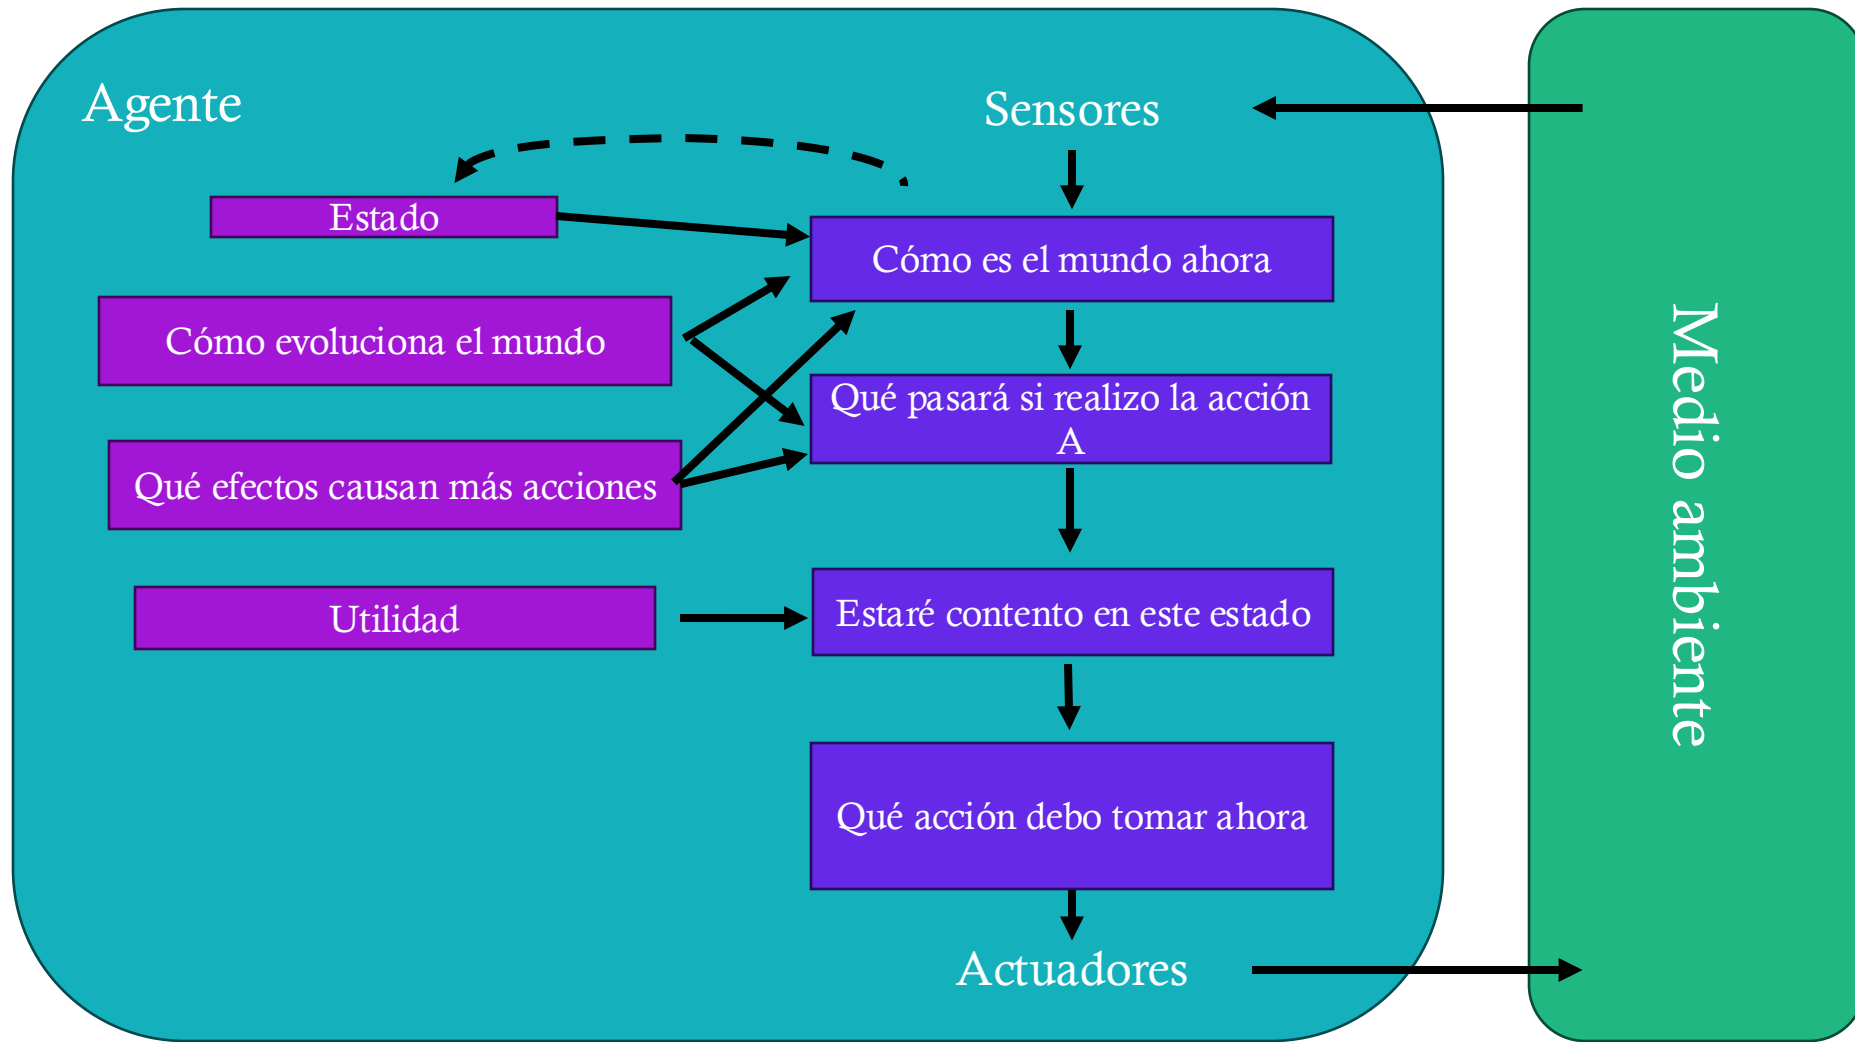 Agente
Sensores
Estado
Cómo es el mundo ahora
Cómo evoluciona el mundo
Qué pasará si realizo la acción
A
Qué efectos causan más acciones
Utilidad
Estaré contento en este estado
Qué acción debo tomar ahora
Actuadores
Medio ambiente